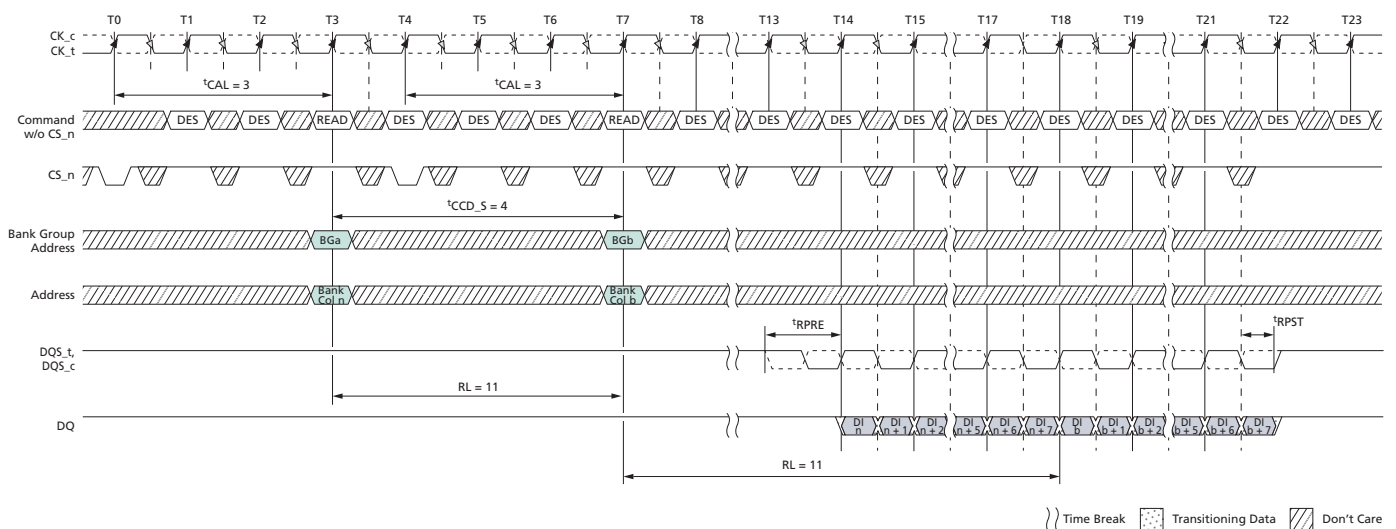 T0 T1 T2 T3 T4 T5 T6 T7 T8 T13 T14 T15 T17 T18 T19 T21 T22 T23
CK_c
CK_t
tCAL = 3 tCAL = 3
Command w/o CS_n DES DES READ DES DES DES READ DES DES DES DES DES DES DES DES DES DES
CS_n
tCCD_S = 4
Bank Group Address BGa BGb
Address Bank Col n Bank Col b
tRPRE tRPST
DQS_t, DQS_c
RL = 11
DQ DI n DI n + 1 DI n + 2 DI n + 5 DI n + 6 DI n + 7 DI b DI b + 1 DI b + 2 DI b + 5 DI b + 6 DI b + 7
RL = 11
Time Break Transitioning Data Don't Care